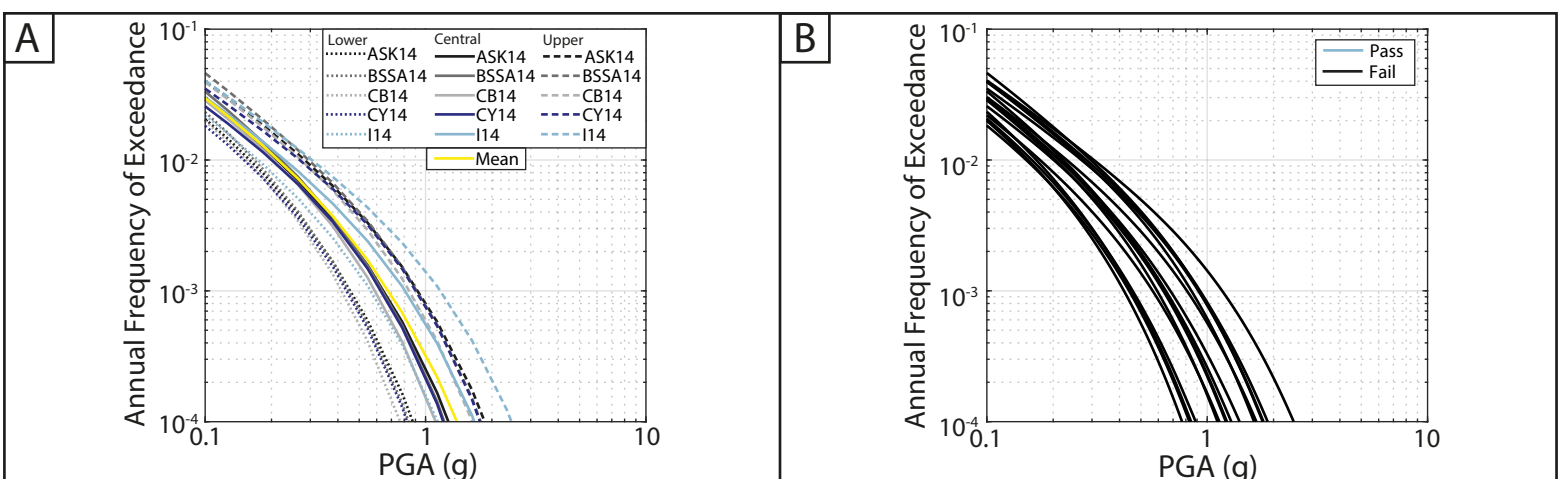 A
Annual Frequency of Exceedance
10-1
10-2
10-3
10-4
0.1
1
10
PGA (g)
Lower Central Upper
ASK14 ASK14 ASK14
BSSA14 BSSA14 BSSA14
CB14 CB14 CB14
CY14 CY14 CY14
I14 I14 I14
Mean
B
Annual Frequency of Exceedance
10-1
10-2
10-3
10-4
0.1
1
10
PGA (g)
Pass
Fail